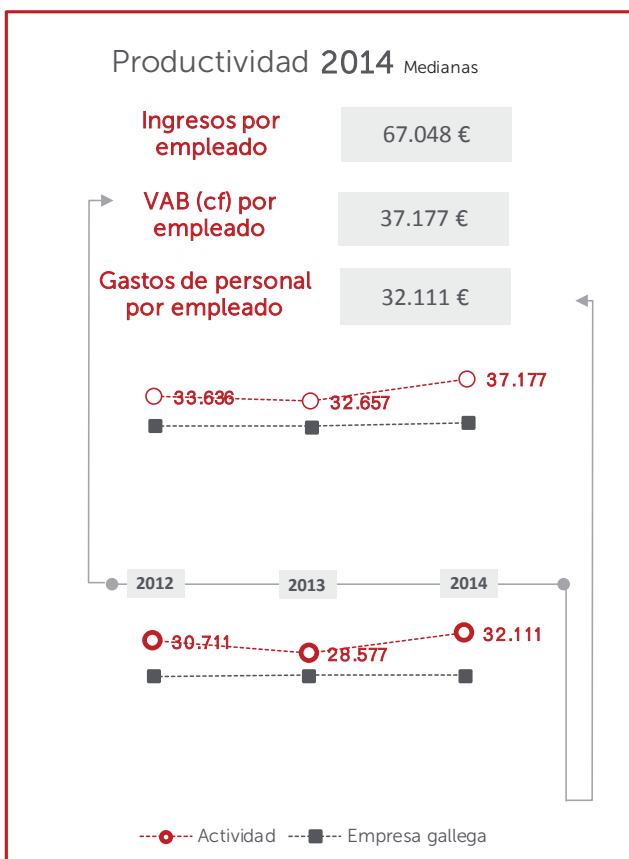 Productividad 2014 Medianas
Ingresos por
empleado
67.048 €
VAB (cf) por
empleado
37.177 €
Gastos de personal
por empleado
32.111 €
33.636
32.657
37.177
2012
2013
2014
30.711
28.577
32.111
Actividad
Empresa gallega